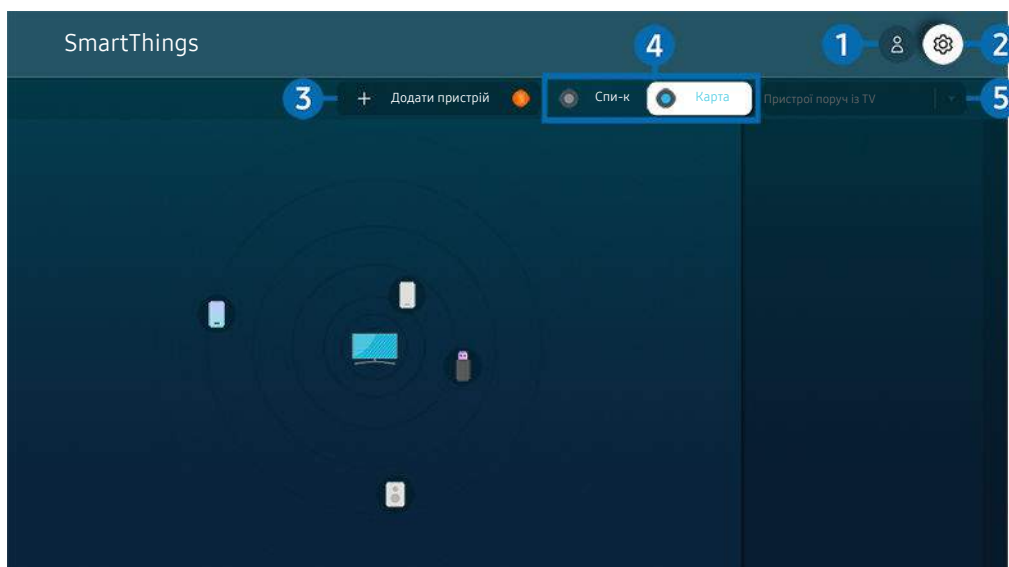 SmartThings
4
1
2
3
Додати пристрій
Спи-к
Карта
Пристрої поруч із TV
5